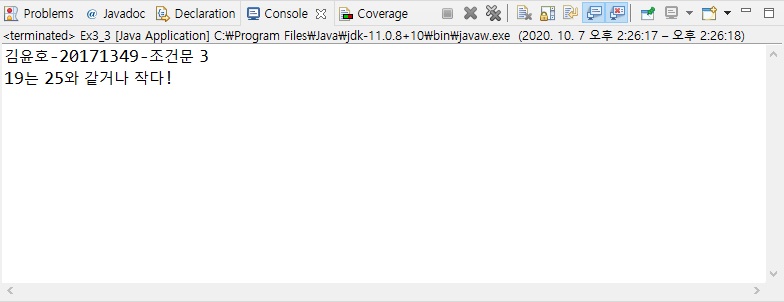 Problems @ Javadoc Declaration Console Coverage
<terminated> Ex3_3 [Java Application] C:₩Program Files₩Java₩jdk-11.0.8+10₩bin₩javaw.exe (2020. 10. 7 오후 2:26:17 – 오후 2:26:18)
김윤호-20171349-조건문 3
19는 25와 같거나 작다!